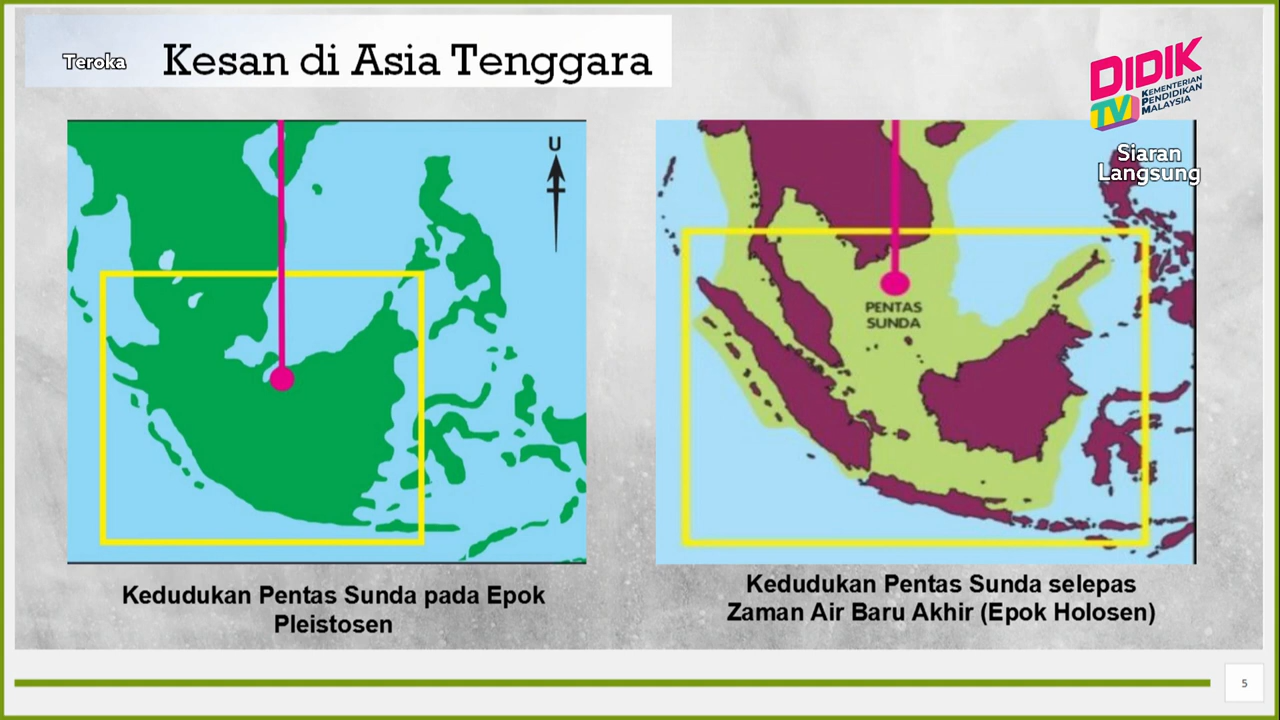 Teroka
Kesan di Asia Tenggara
DIDIK
TV
KEMENTERIAN
PENDIDIKAN
MALAYSIA
Siaran
Langsung
U
PENTAS
SUNDA
Kedudukan Pentas Sunda pada Epok
Pleistosen
Kedudukan Pentas Sunda selepas
Zaman Air Baru Akhir (Epok Holosen)
5